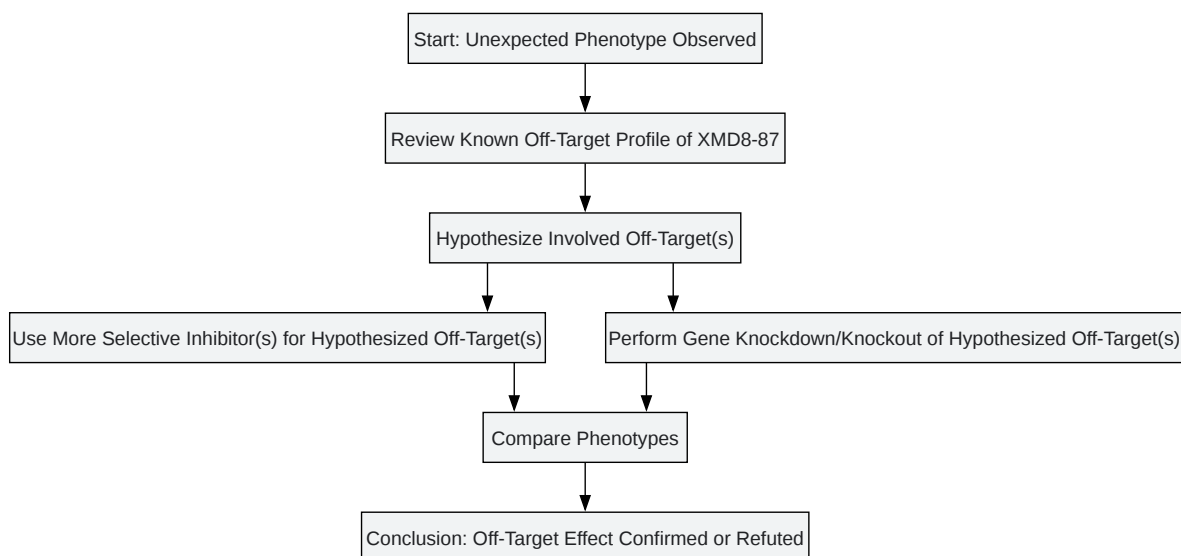 Start: Unexpected Phenotype Observed
Review Known Off-Target Profile of XMD8-87
Hypothesize Involved Off-Target(s)
Use More Selective Inhibitor(s) for Hypothesized Off-Target(s)
Perform Gene Knockdown/Knockout of Hypothesized Off-Target(s)
Compare Phenotypes
Conclusion: Off-Target Effect Confirmed or Refuted